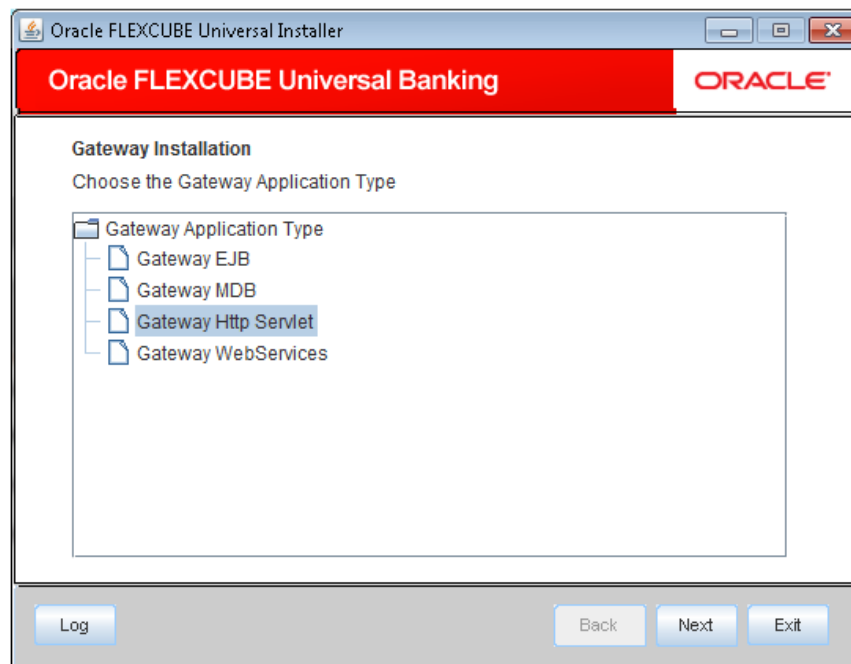 Oracle FLEXCUBE Universal Installer
Oracle FLEXCUBE Universal Banking
ORACLE
Gateway Installation
Choose the Gateway Application Type
Gateway Application Type
Gateway EJB
Gateway MDB
Gateway Http Servlet
Gateway WebServices
Log Back Next Exit